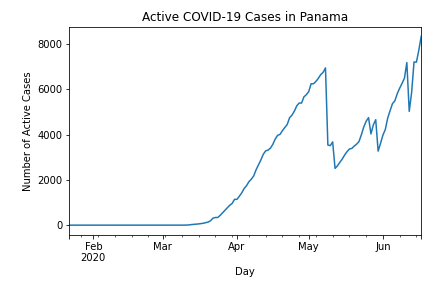 Active COVID-19 Cases in Panama
Number of Active Cases
8000
6000
4000
2000
0
Feb
2020
Mar
Apr
May
Jun
Day